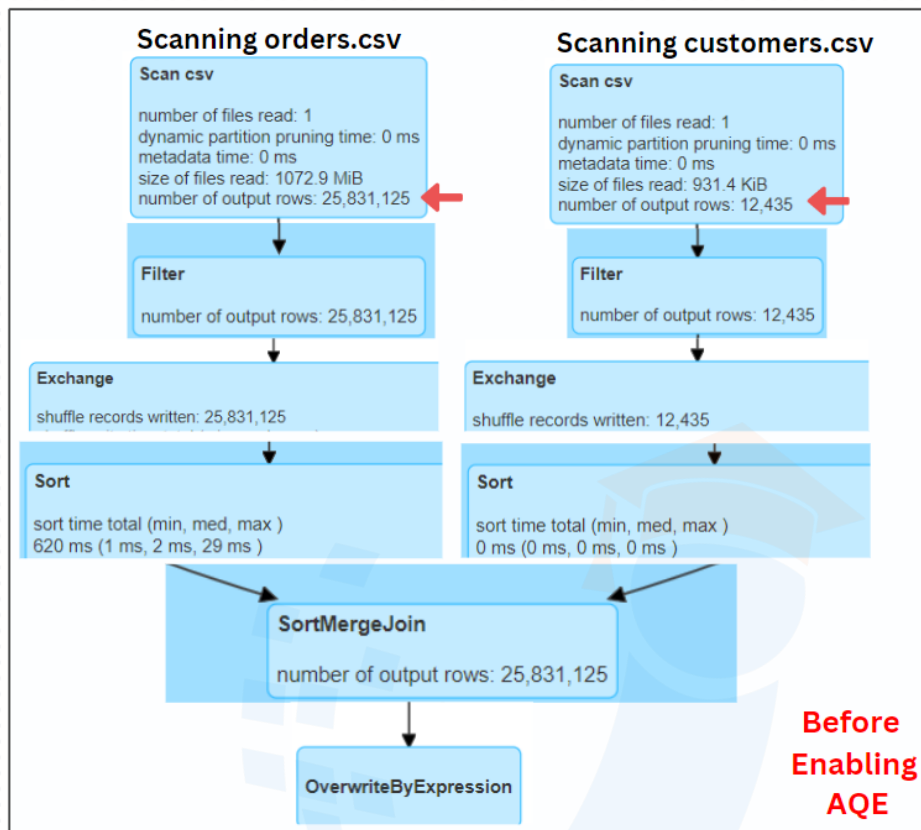 Scanning orders.csv
Scan csv
number of files read: 1
dynamic partition pruning time: 0 ms
metadata time: 0 ms
size of files read: 1072.9 MiB
number of output rows: 25,831,125
Filter
number of output rows: 25,831,125
Exchange
shuffle records written: 25,831,125
Sort
sort time total (min, med, max )
620 ms (1 ms, 2 ms, 29 ms )
Scanning customers.csv
Scan csv
number of files read: 1
dynamic partition pruning time: 0 ms
metadata time: 0 ms
size of files read: 931.4 KiB
number of output rows: 12,435
Filter
number of output rows: 12,435
Exchange
shuffle records written: 12,435
Sort
sort time total (min, med, max )
0 ms (0 ms, 0 ms, 0 ms )
SortMergeJoin
number of output rows: 25,831,125
OverwriteByExpression
Before
Enabling
AQE